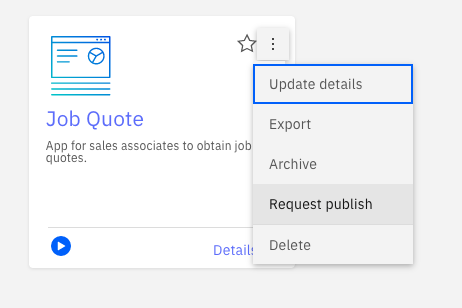 Job Quote
App for sales associates to obtain job
quotes.
Details
Update details
Export
Archive
Request publish
Delete